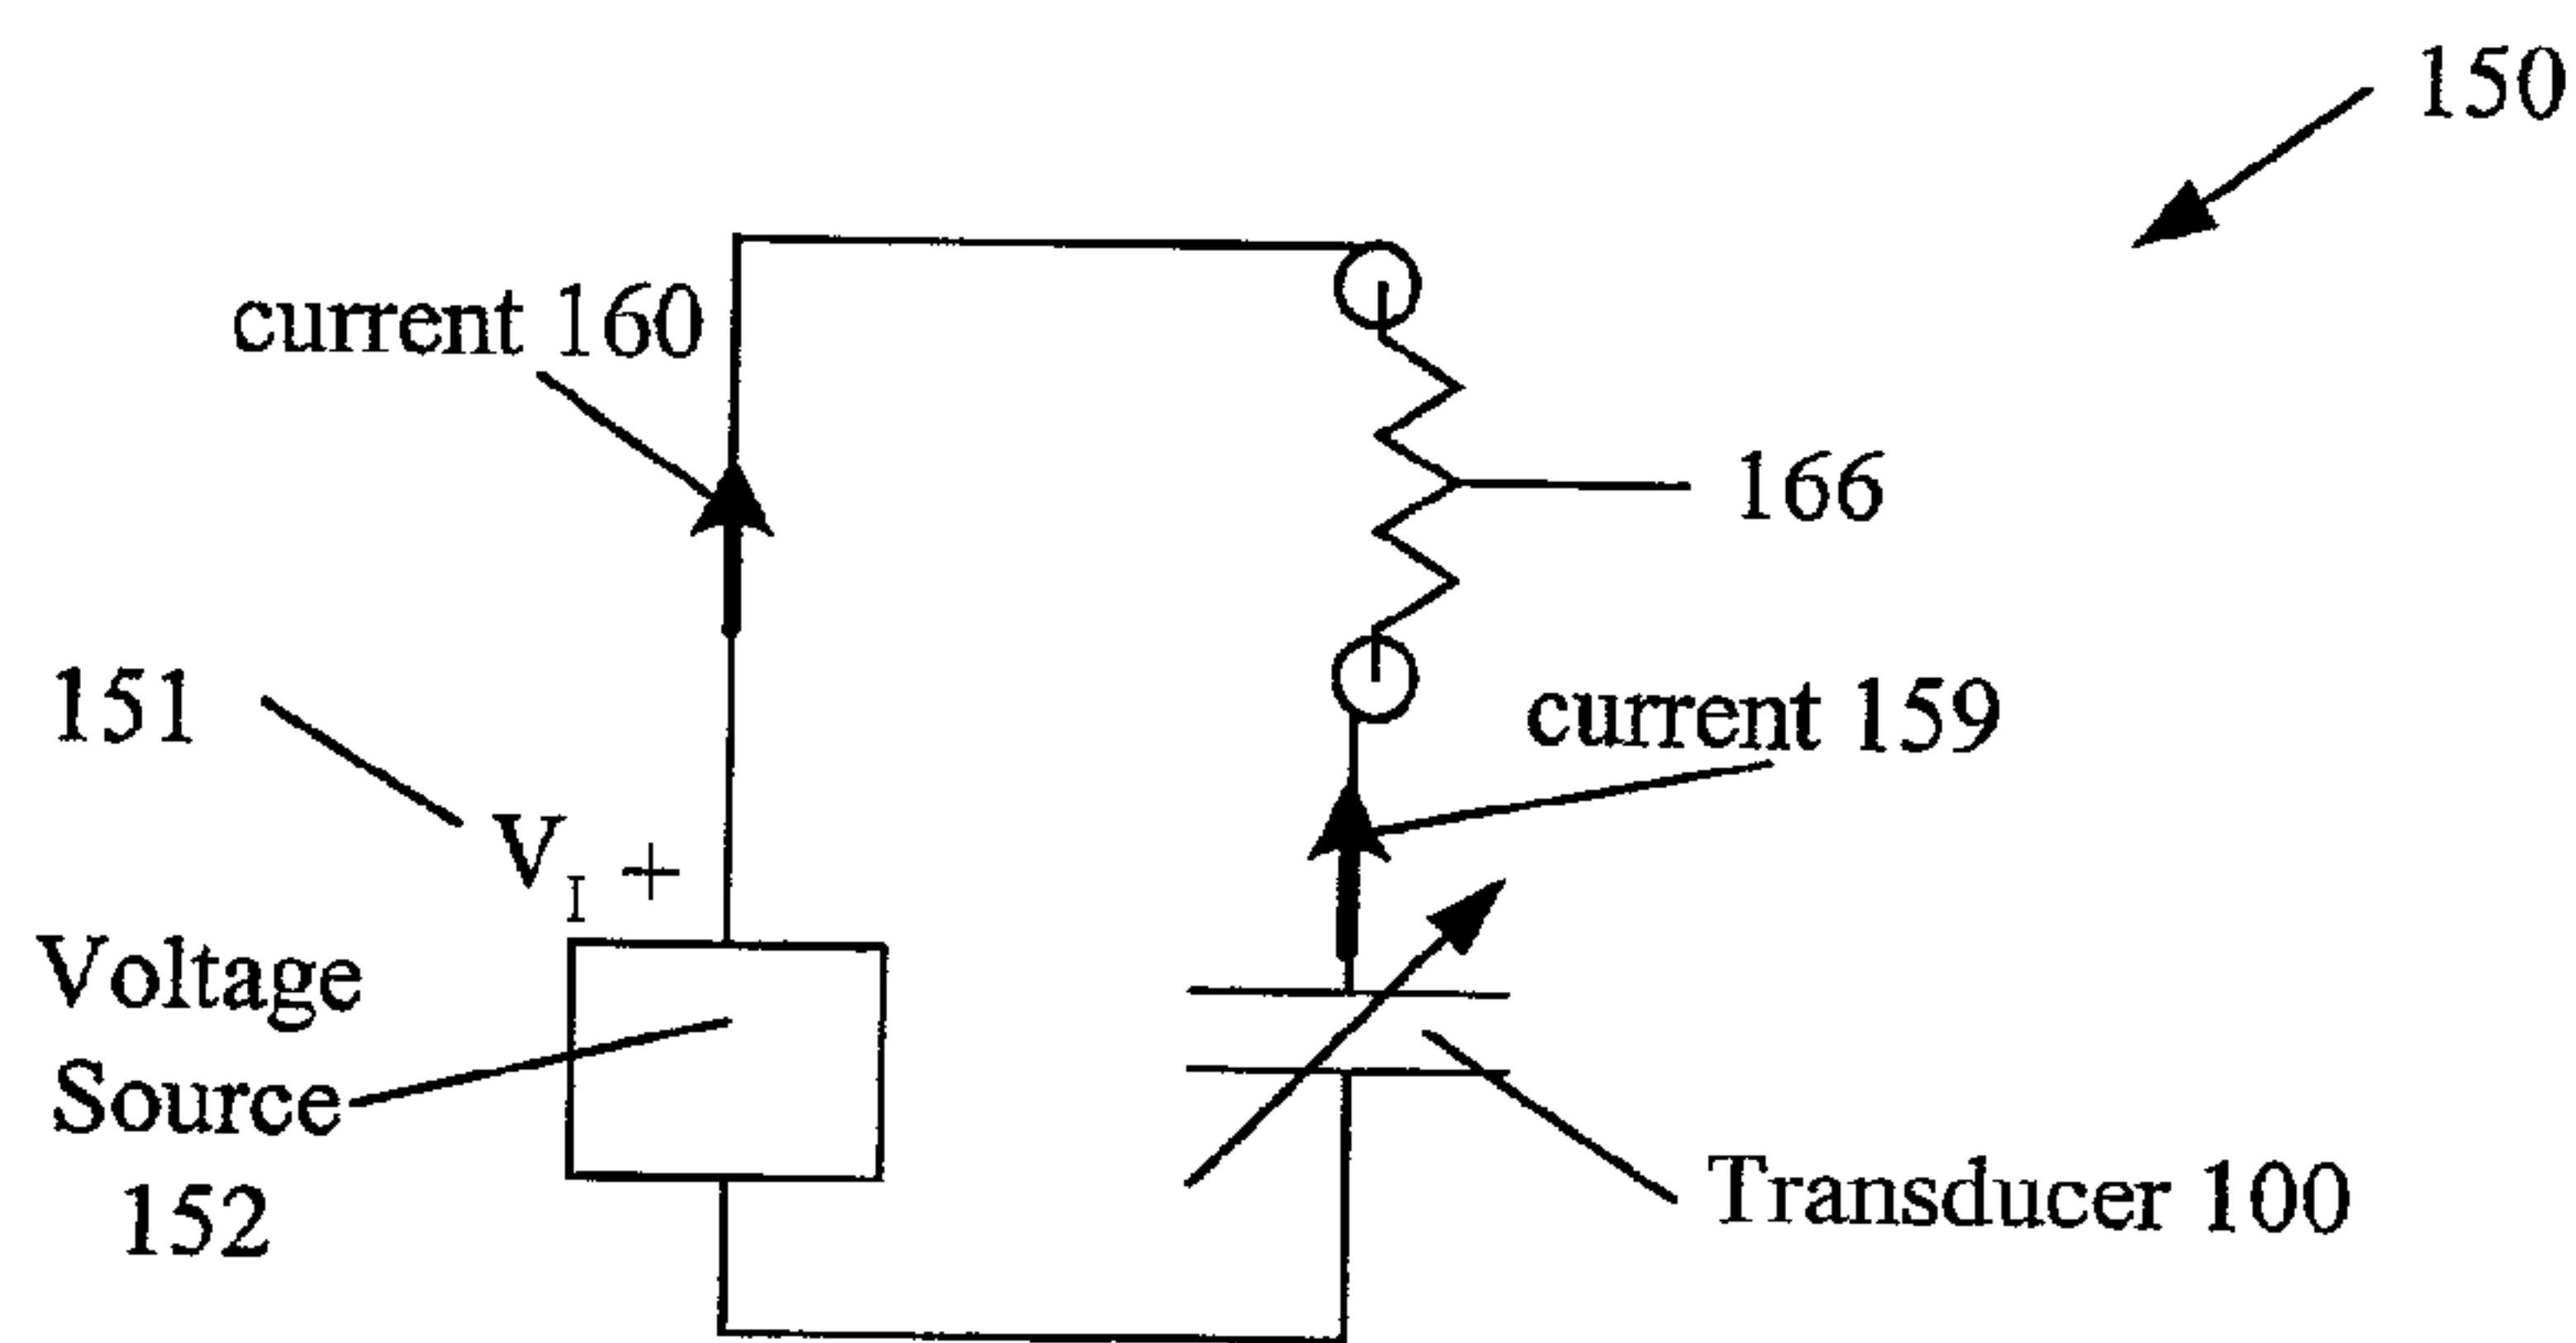 150
current 160
166
151
current 159
V_I +
Voltage
Source
152
Transducer 100